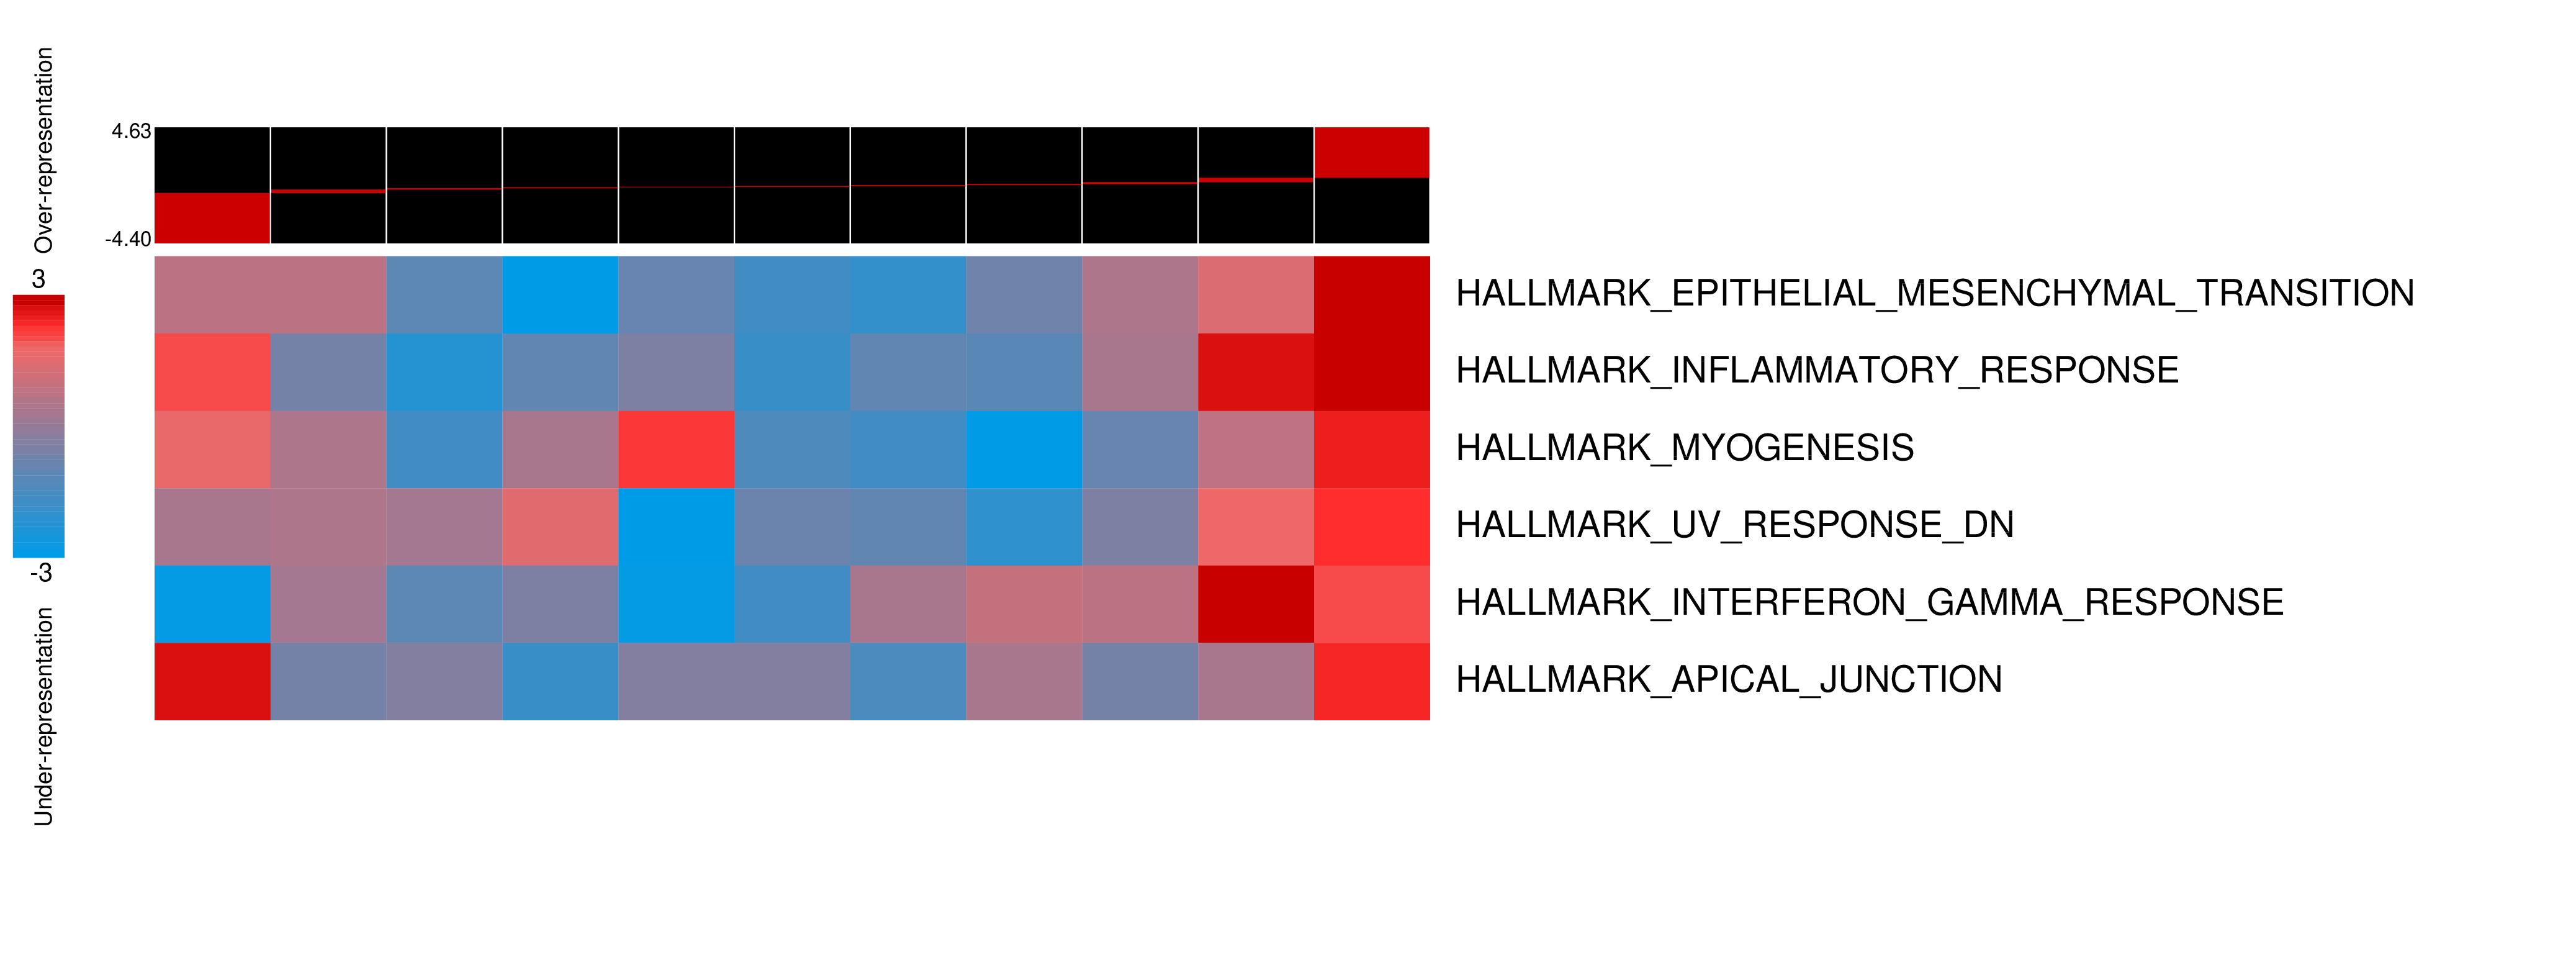 Over-representation
3
-3
Under-representation
4.63
-4.40
HALLMARK_EPITHELIAL_MESENCHYMAL_TRANSITION
HALLMARK_INFLAMMATORY_RESPONSE
HALLMARK_MYOGENESIS
HALLMARK_UV_RESPONSE_DN
HALLMARK_INTERFERON_GAMMA_RESPONSE
HALLMARK_APICAL_JUNCTION